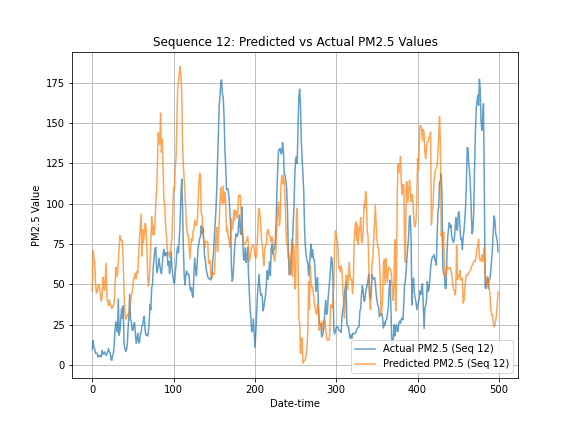 Sequence 12: Predicted vs Actual PM2.5 Values
PM2.5 Value
175
150
125
100
75
50
25
0
0 100 200 300 400 500
Date-time
Actual PM2.5 (Seq 12)
Predicted PM2.5 (Seq 12)